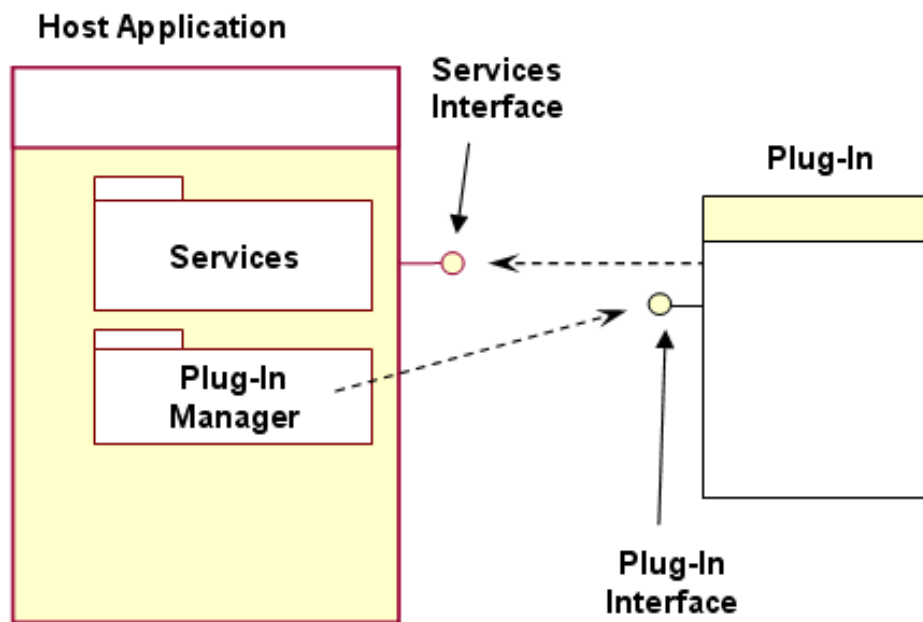 Host Application
Services
Interface
Plug-In
Services
Plug-In
Manager
Plug-In
Interface